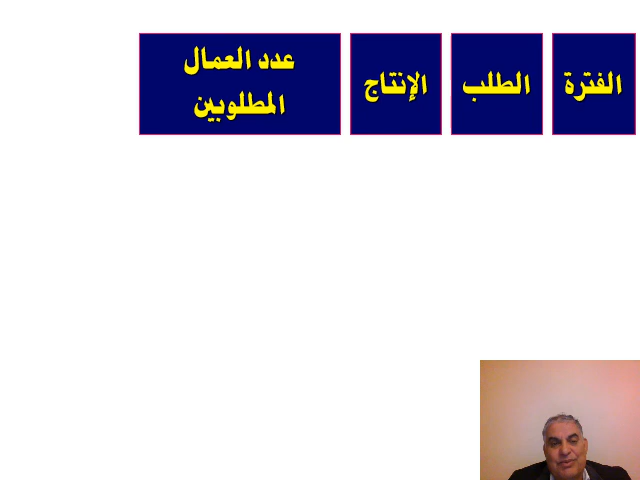 الفترة
الطلب
الإنتاج
عدد العمال
المطلوبين